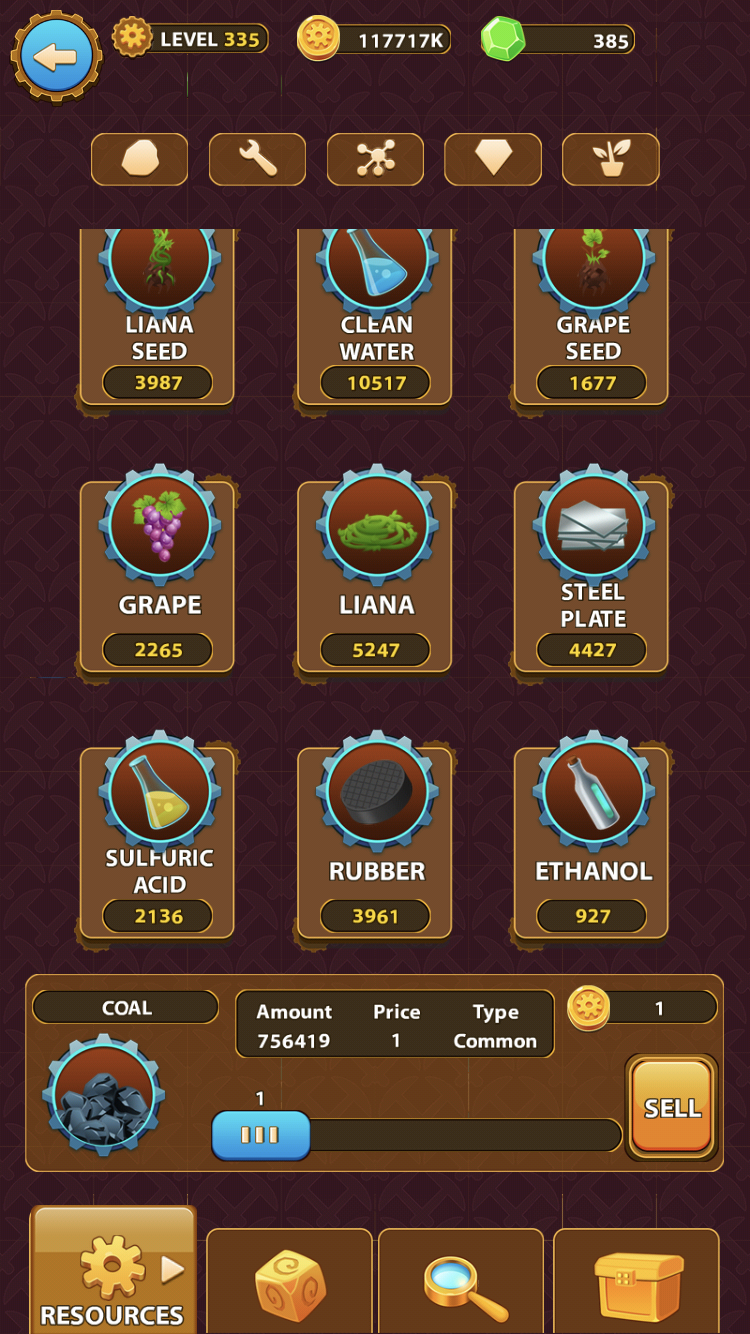 LEVEL 335
117717K
385
LIANA
SEED
3987
CLEAN
WATER
10517
GRAPE
SEED
1677
GRAPE
2265
LIANA
5247
STEEL
PLATE
4427
SULFURIC
ACID
2136
RUBBER
3961
ETHANOL
927
COAL
Amount Price Type
756419 1 Common
1
1
SELL
RESOURCES